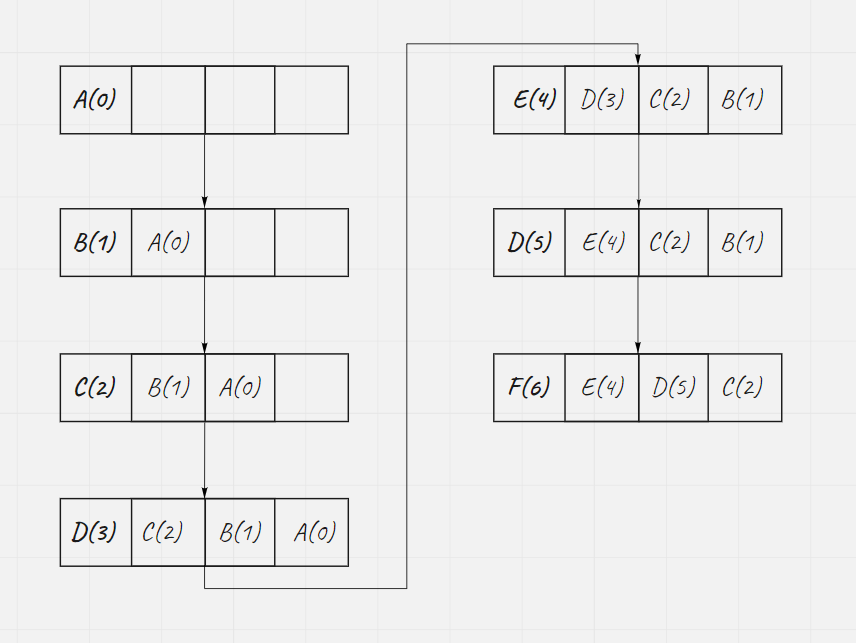 A(0)
B(1) A(0)
C(2) B(1) A(0)
D(3) C(2) B(1) A(0)
E(4) D(3) C(2) B(1)
D(5) E(4) C(2) B(1)
F(6) E(4) D(5) C(2)